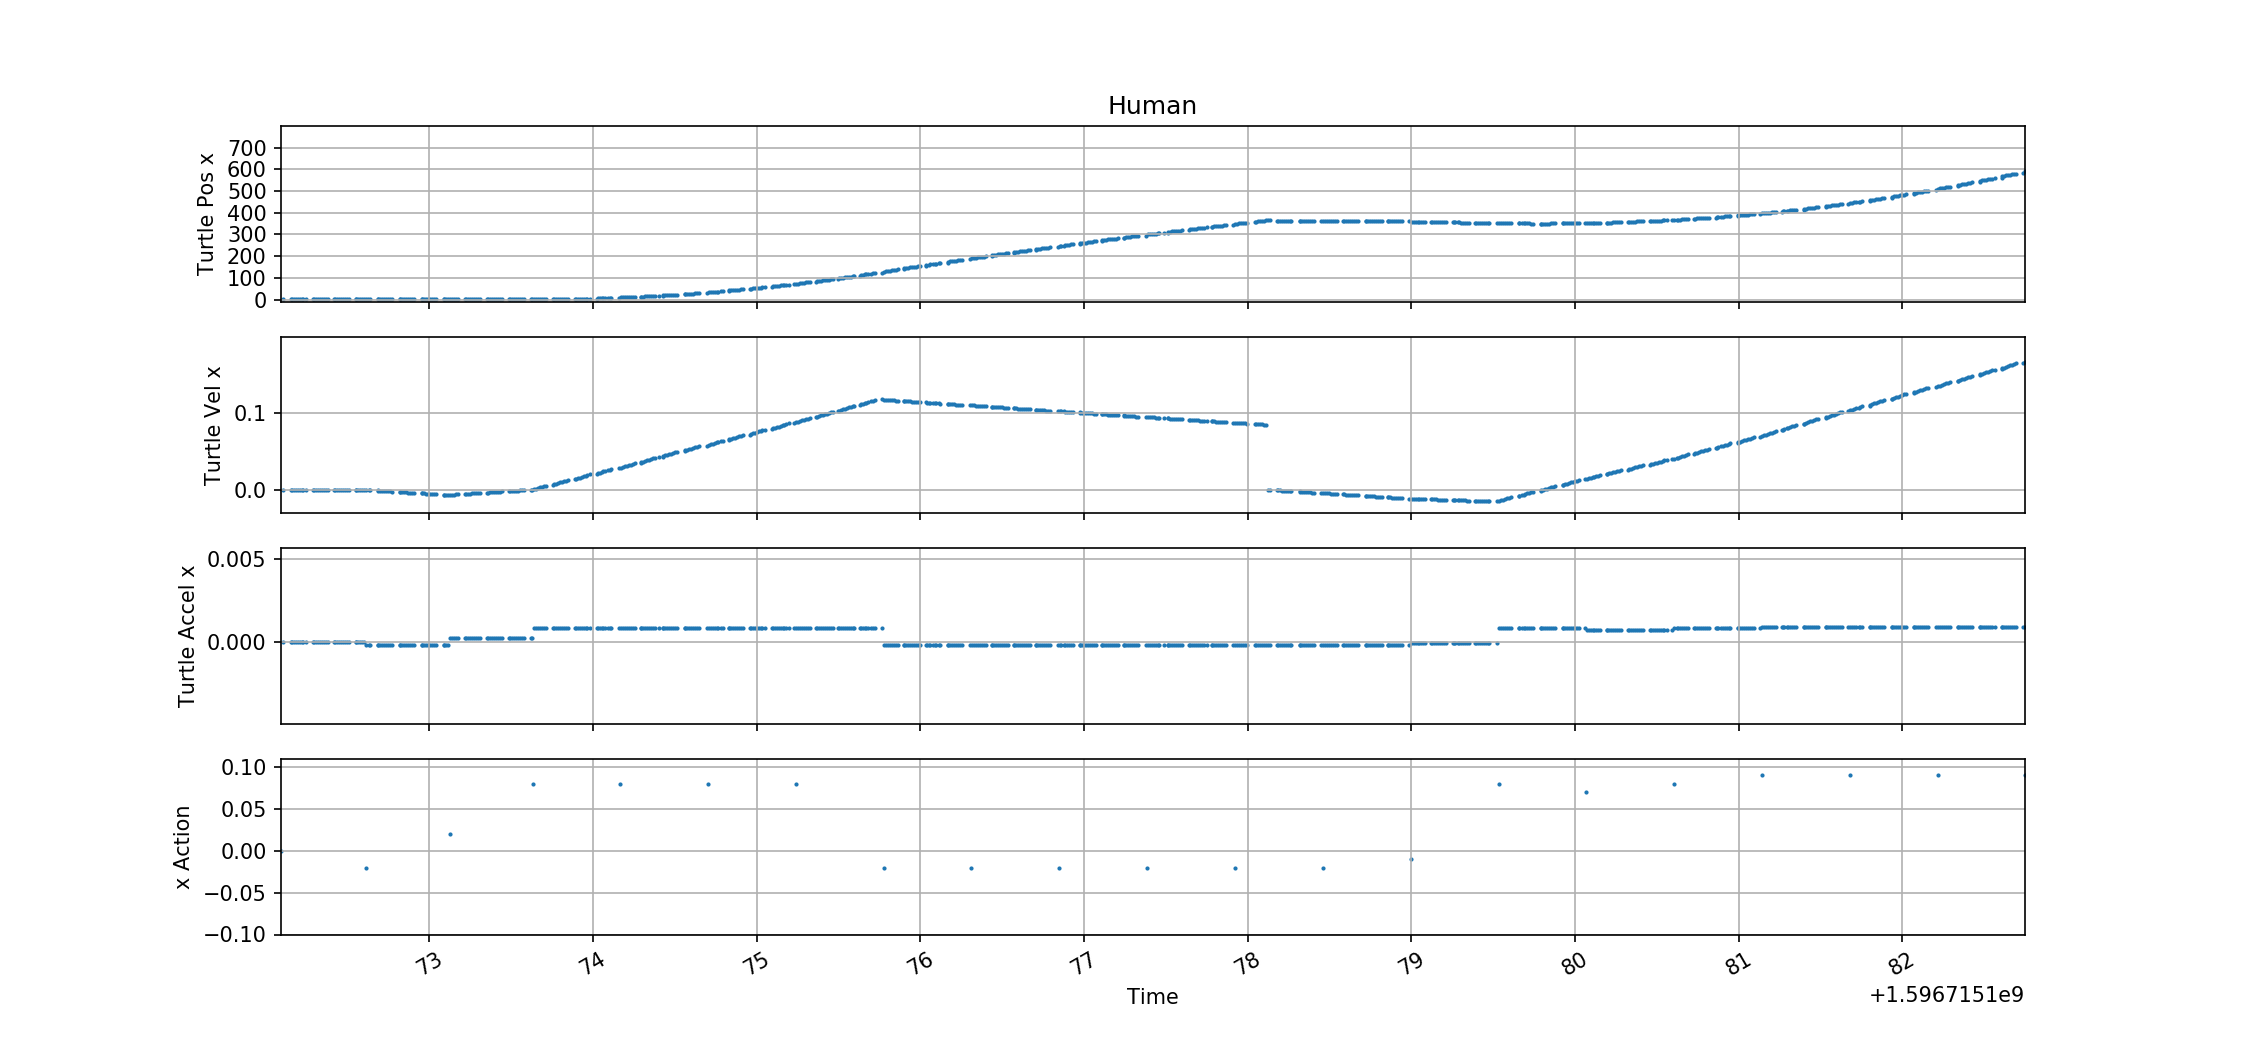 Human
Turtle Pos x
700
600
500
400
300
200
100
0
Turtle Vel x
0.1
0.0
Turtle Accel x
0.005
0.000
x Action
0.10
0.05
0.00
−0.05
−0.10
73 74 75 76 77 78 79 80 81 82
Time
+1.5967151e9